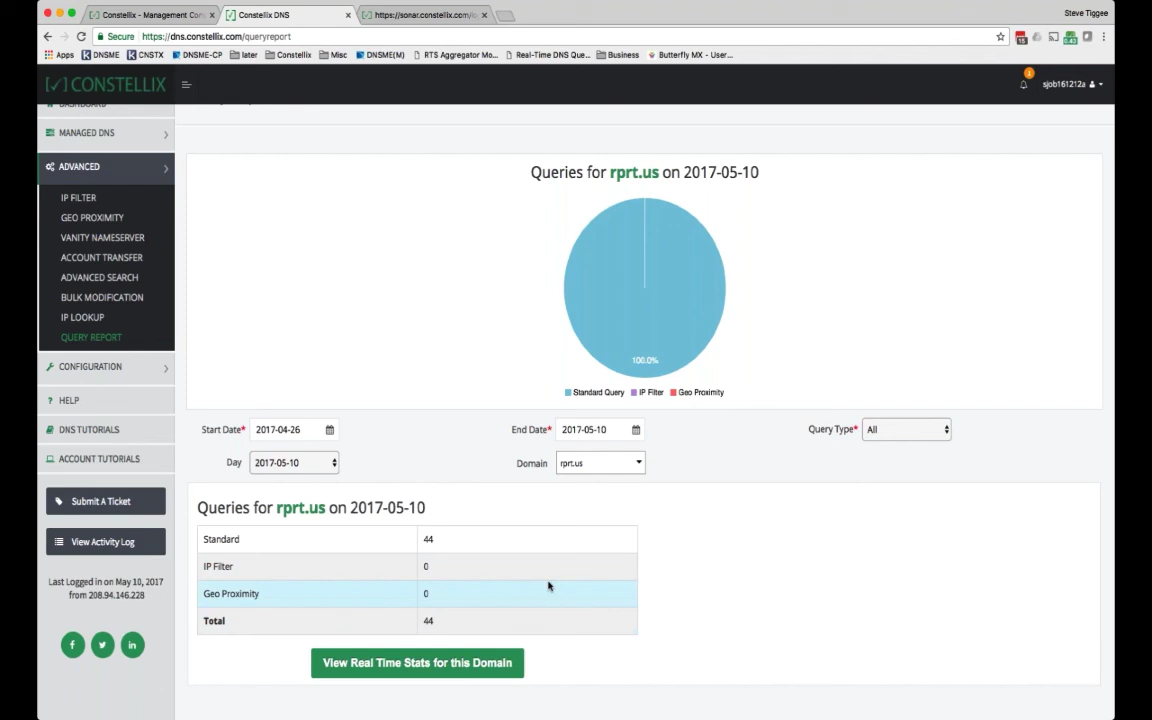 Constellix - Management Con
Constellix DNS
https://sonar.constellix.com/
Steve Tiggee
Secure
https://dns.constellix.com/queryreport
Apps
DNSME
CNSTX
DNSME-CP
later
Constellix
Misc
DNSME(M)
RTS Aggregator Mo...
Real-Time DNS Que...
Business
Butterfly MX - User...
[✓] CONSTELLIX
1
sjob161212a
DASHBOARD
MANAGED DNS
ADVANCED
IP FILTER
GEO PROXIMITY
VANITY NAMESERVER
ACCOUNT TRANSFER
ADVANCED SEARCH
BULK MODIFICATION
IP LOOKUP
QUERY REPORT
CONFIGURATION
? HELP
DNS TUTORIALS
ACCOUNT TUTORIALS
Submit A Ticket
View Activity Log
Last Logged in on May 10, 2017
from 208.94.146.228
Queries for rprt.us on 2017-05-10
100.0%
Standard Query
IP Filter
Geo Proximity
Start Date* 2017-04-26
End Date* 2017-05-10
Query Type* All
Day 2017-05-10
Domain rprt.us
Queries for rprt.us on 2017-05-10
Standard 44
IP Filter 0
Geo Proximity 0
Total 44
View Real Time Stats for this Domain